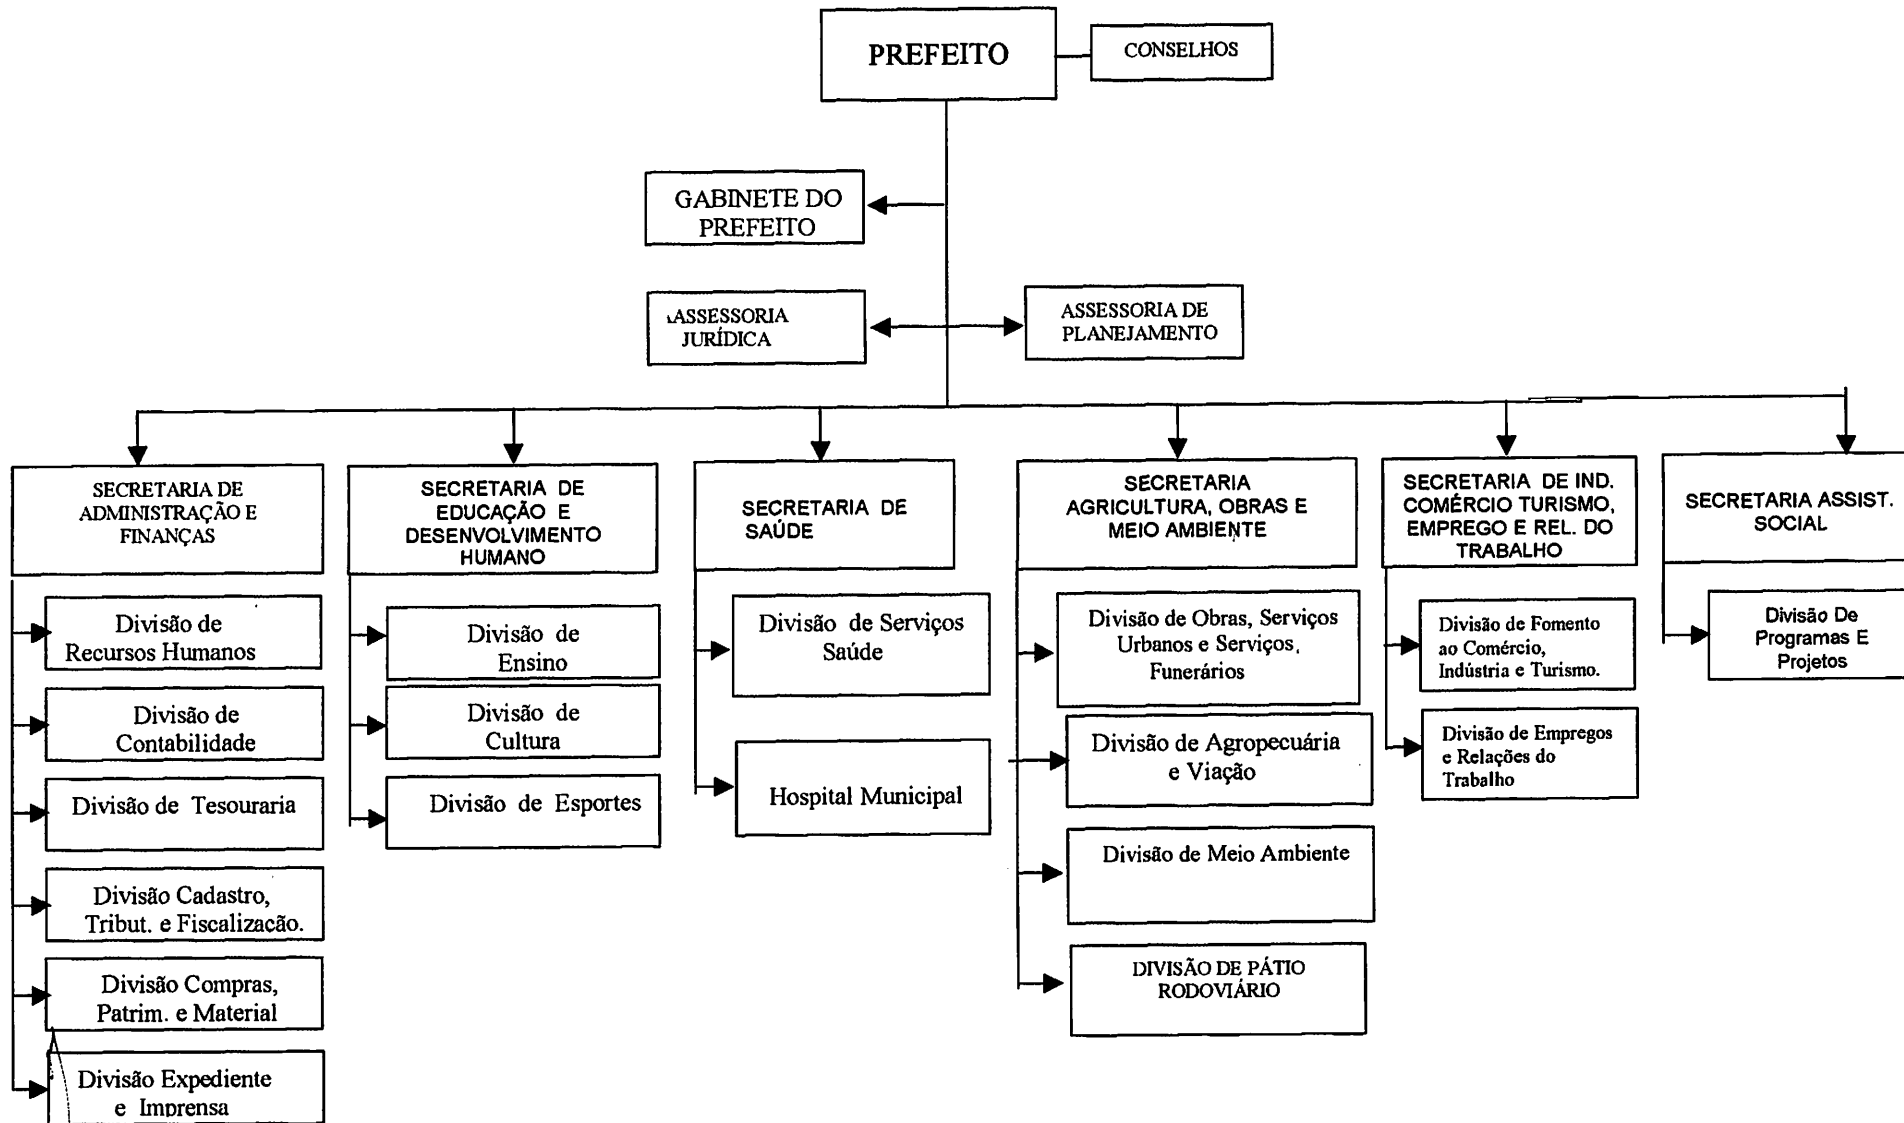 PREFEITO
CONSELHOS
GABINETE DO
PREFEITO
ASSESSORIA
JURÍDICA
ASSESSORIA DE
PLANEJAMENTO
SECRETARIA DE
ADMINISTRAÇÃO E
FINANÇAS
Divisão de
Recursos Humanos
Divisão de
Contabilidade
Divisão de Tesouraria
Divisão Cadastro,
Tribut. e Fiscalização.
Divisão Compras,
Patrim. e Material
Divisão Expediente
e Imprensa
SECRETARIA DE
EDUCAÇÃO E
DESENVOLVIMENTO
HUMANO
Divisão de
Ensino
Divisão de
Cultura
Divisão de Esportes
SECRETARIA DE
SAÚDE
Divisão de Serviços
Saúde
Hospital Municipal
SECRETARIA
AGRICULTURA, OBRAS E
MEIO AMBIENTE
Divisão de Obras, Serviços
Urbanos e Serviços,
Funerários
Divisão de Agropecuária
e Viação
Divisão de Meio Ambiente
DIVISÃO DE PÁTIO
RODOVIÁRIO
SECRETARIA DE IND.
COMÉRCIO TURISMO,
EMPREGO E REL. DO
TRABALHO
Divisão de Fomento
ao Comércio,
Indústria e Turismo.
Divisão de Empregos
e Relações do
Trabalho
SECRETARIA ASSIST.
SOCIAL
Divisão De
Programas E
Projetos